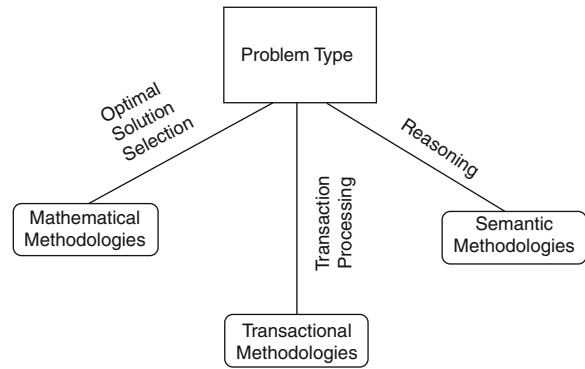 Problem Type
Optimal
Solution
Selection
Reasoning
Transaction
Processing
Mathematical
Methodologies
Semantic
Methodologies
Transactional
Methodologies